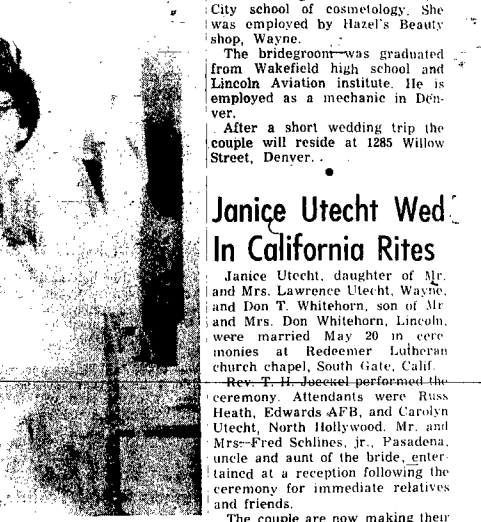 City school of cosmetology. She
was employed by Hazel's Beauty
shop, Wayne.
The bridegroom was graduated
from Wakefield high school and
Lincoln Aviation institute. He is
employed as a mechanic in Den-
ver.
After a short wedding trip the
couple will reside at 1285 Willow
Street, Denver.
Janice Utecht Wed
In California Rites
Janice Utecht, daughter of Mr.
and Mrs. Lawrence Utecht, Wayne,
and Don T. Whitehorn, son of Mr
and Mrs. Don Whitehorn, Lincoln,
were married May 20 in cere
monies at Redeemer Lutheran
church chapel, South Gate, Calif.
Rev. T. H. Joeckel performed the
ceremony. Attendants were Russ
Heath, Edwards AFB, and Carolyn
Utecht, North Hollywood. Mr. and
Mrs. Fred Schlines, jr., Pasadena,
uncle and aunt of the bride, enter-
tained at a reception following the
ceremony for immediate relatives
and friends.
The couple are now making their